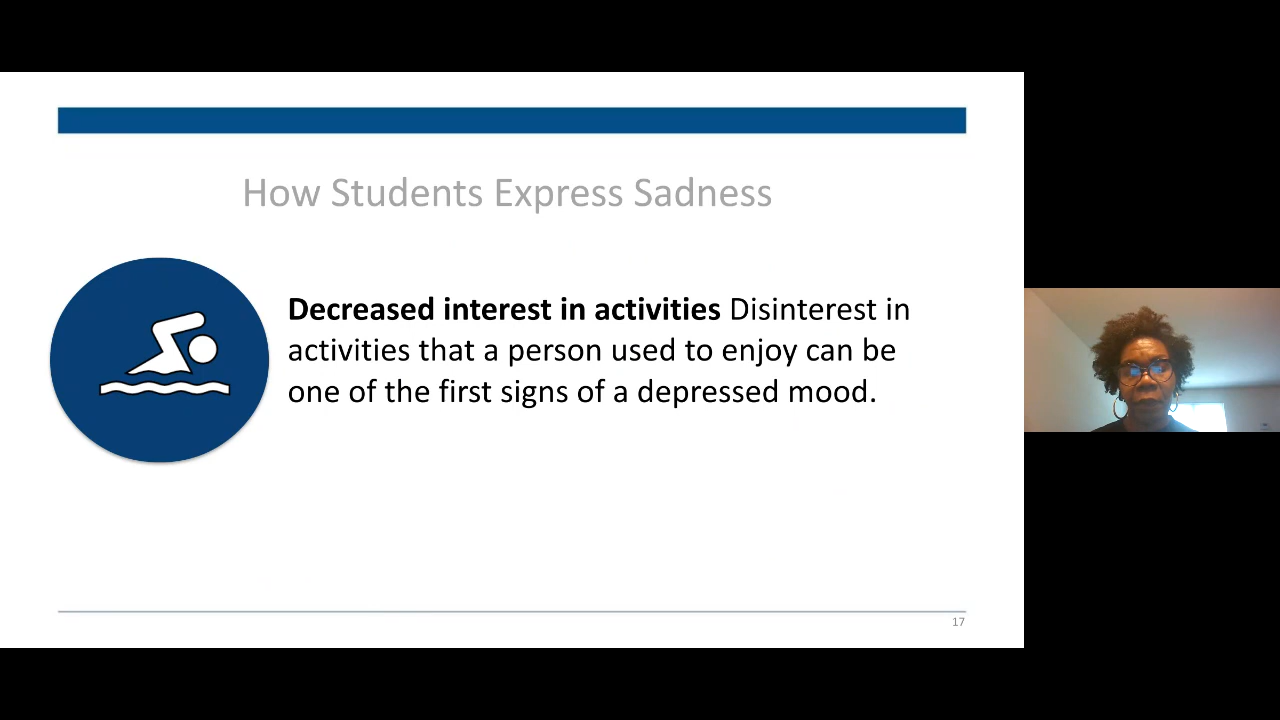 How Students Express Sadness
Decreased interest in activities Disinterest in
activities that a person used to enjoy can be
one of the first signs of a depressed mood.
17